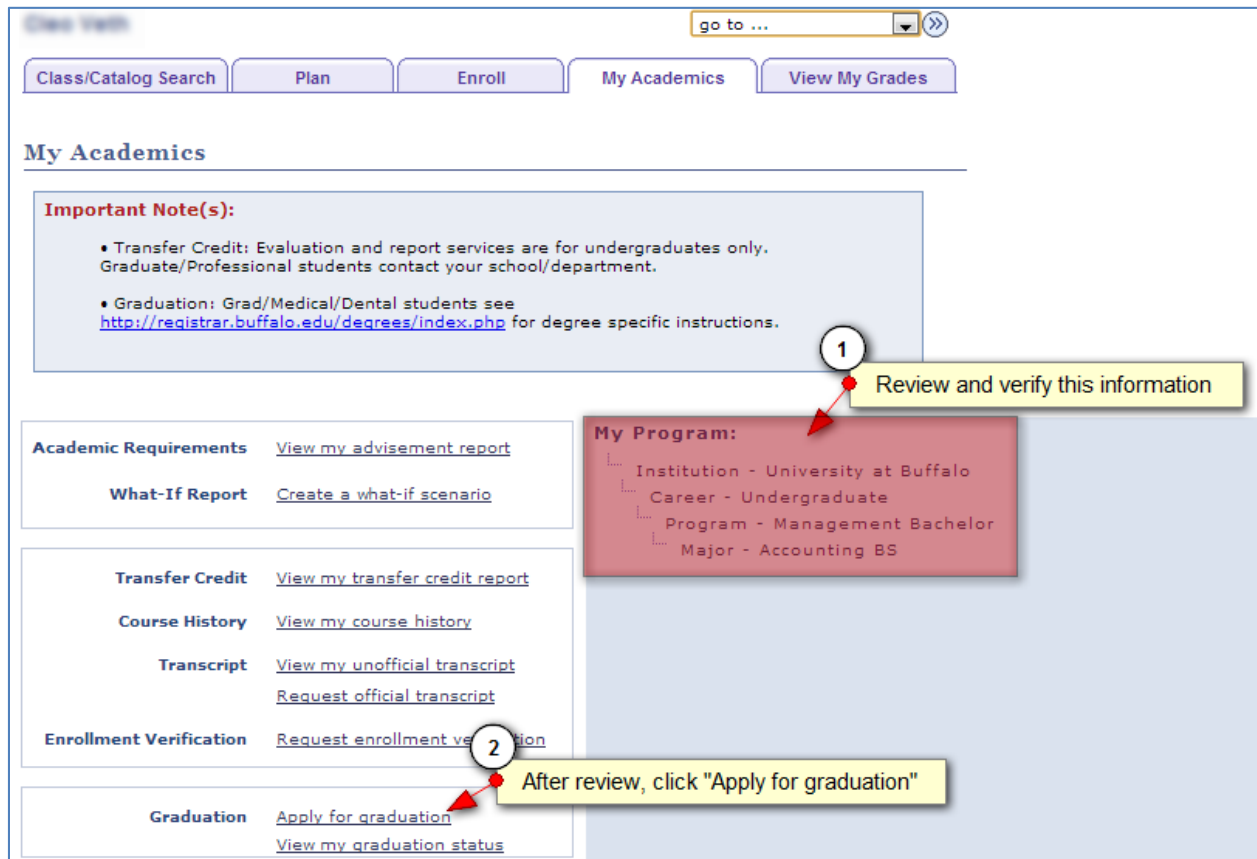 go to ...
Class/Catalog Search
Plan
Enroll
My Academics
View My Grades
My Academics
Important Note(s):
• Transfer Credit: Evaluation and report services are for undergraduates only.
Graduate/Professional students contact your school/department.
• Graduation: Grad/Medical/Dental students see
http://registrar.buffalo.edu/degrees/index.php for degree specific instructions.
1
Review and verify this information
Academic Requirements View my advisement report
What-If Report Create a what-if scenario
My Program:
Institution - University at Buffalo
Career - Undergraduate
Program - Management Bachelor
Major - Accounting BS
Transfer Credit View my transfer credit report
Course History View my course history
Transcript View my unofficial transcript
Request official transcript
Enrollment Verification Request enrollment
2
After review, click "Apply for graduation"
Graduation Apply for graduation
View my graduation status